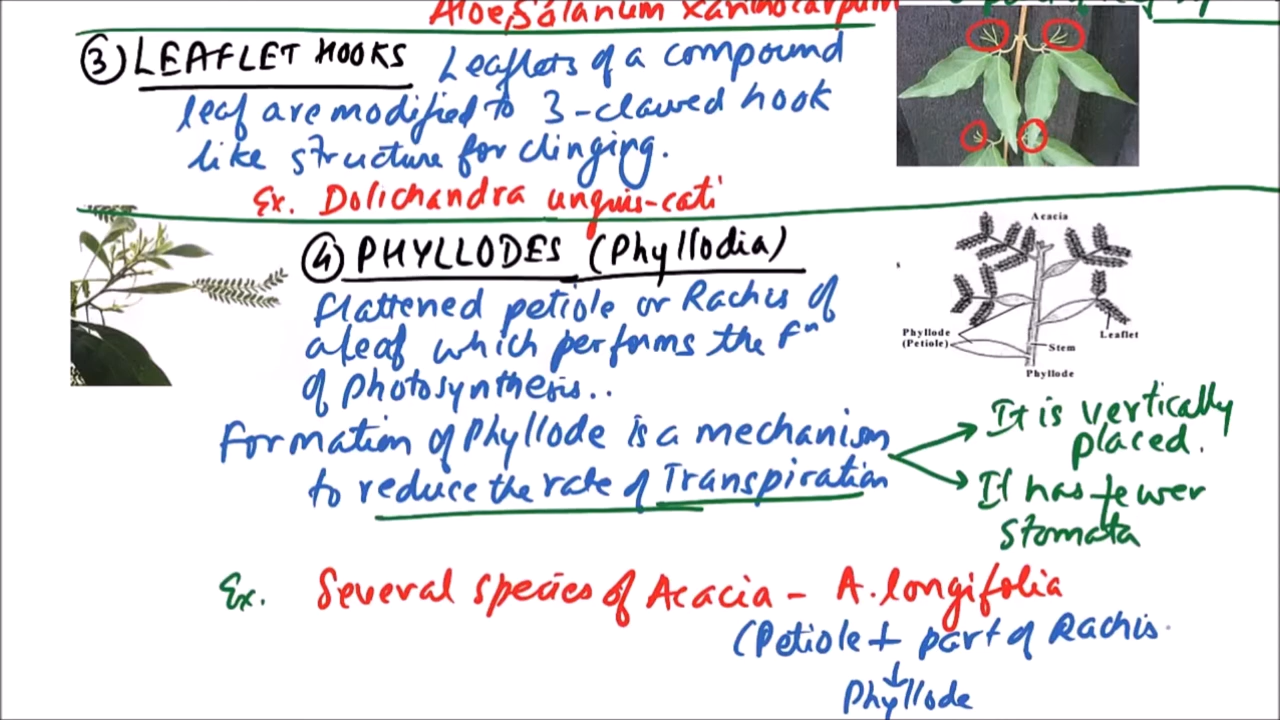 Aloe, Solanum xanthocarpum
③ LEAFLET HOOKS Leaflets of a compound
leaf are modified to 3-clawed hook
like structure for clinging.
Ex. Dolichandra unguis-cati
④ PHYLLODES (Phyllodia)
flattened petiole or Rachis of
a leaf which performs the Fⁿ
of photosynthesis..
Formation of Phyllode is a mechanism
to reduce the rate of Transpiration
It is vertically
placed.
It has fewer
stomata
Acacia
Phyllode
(Petiole)
Leaflet
Stem
Phyllode
Ex. Several species of Acacia - A. longifolia
(Petiole + part of Rachis
↓
Phyllode